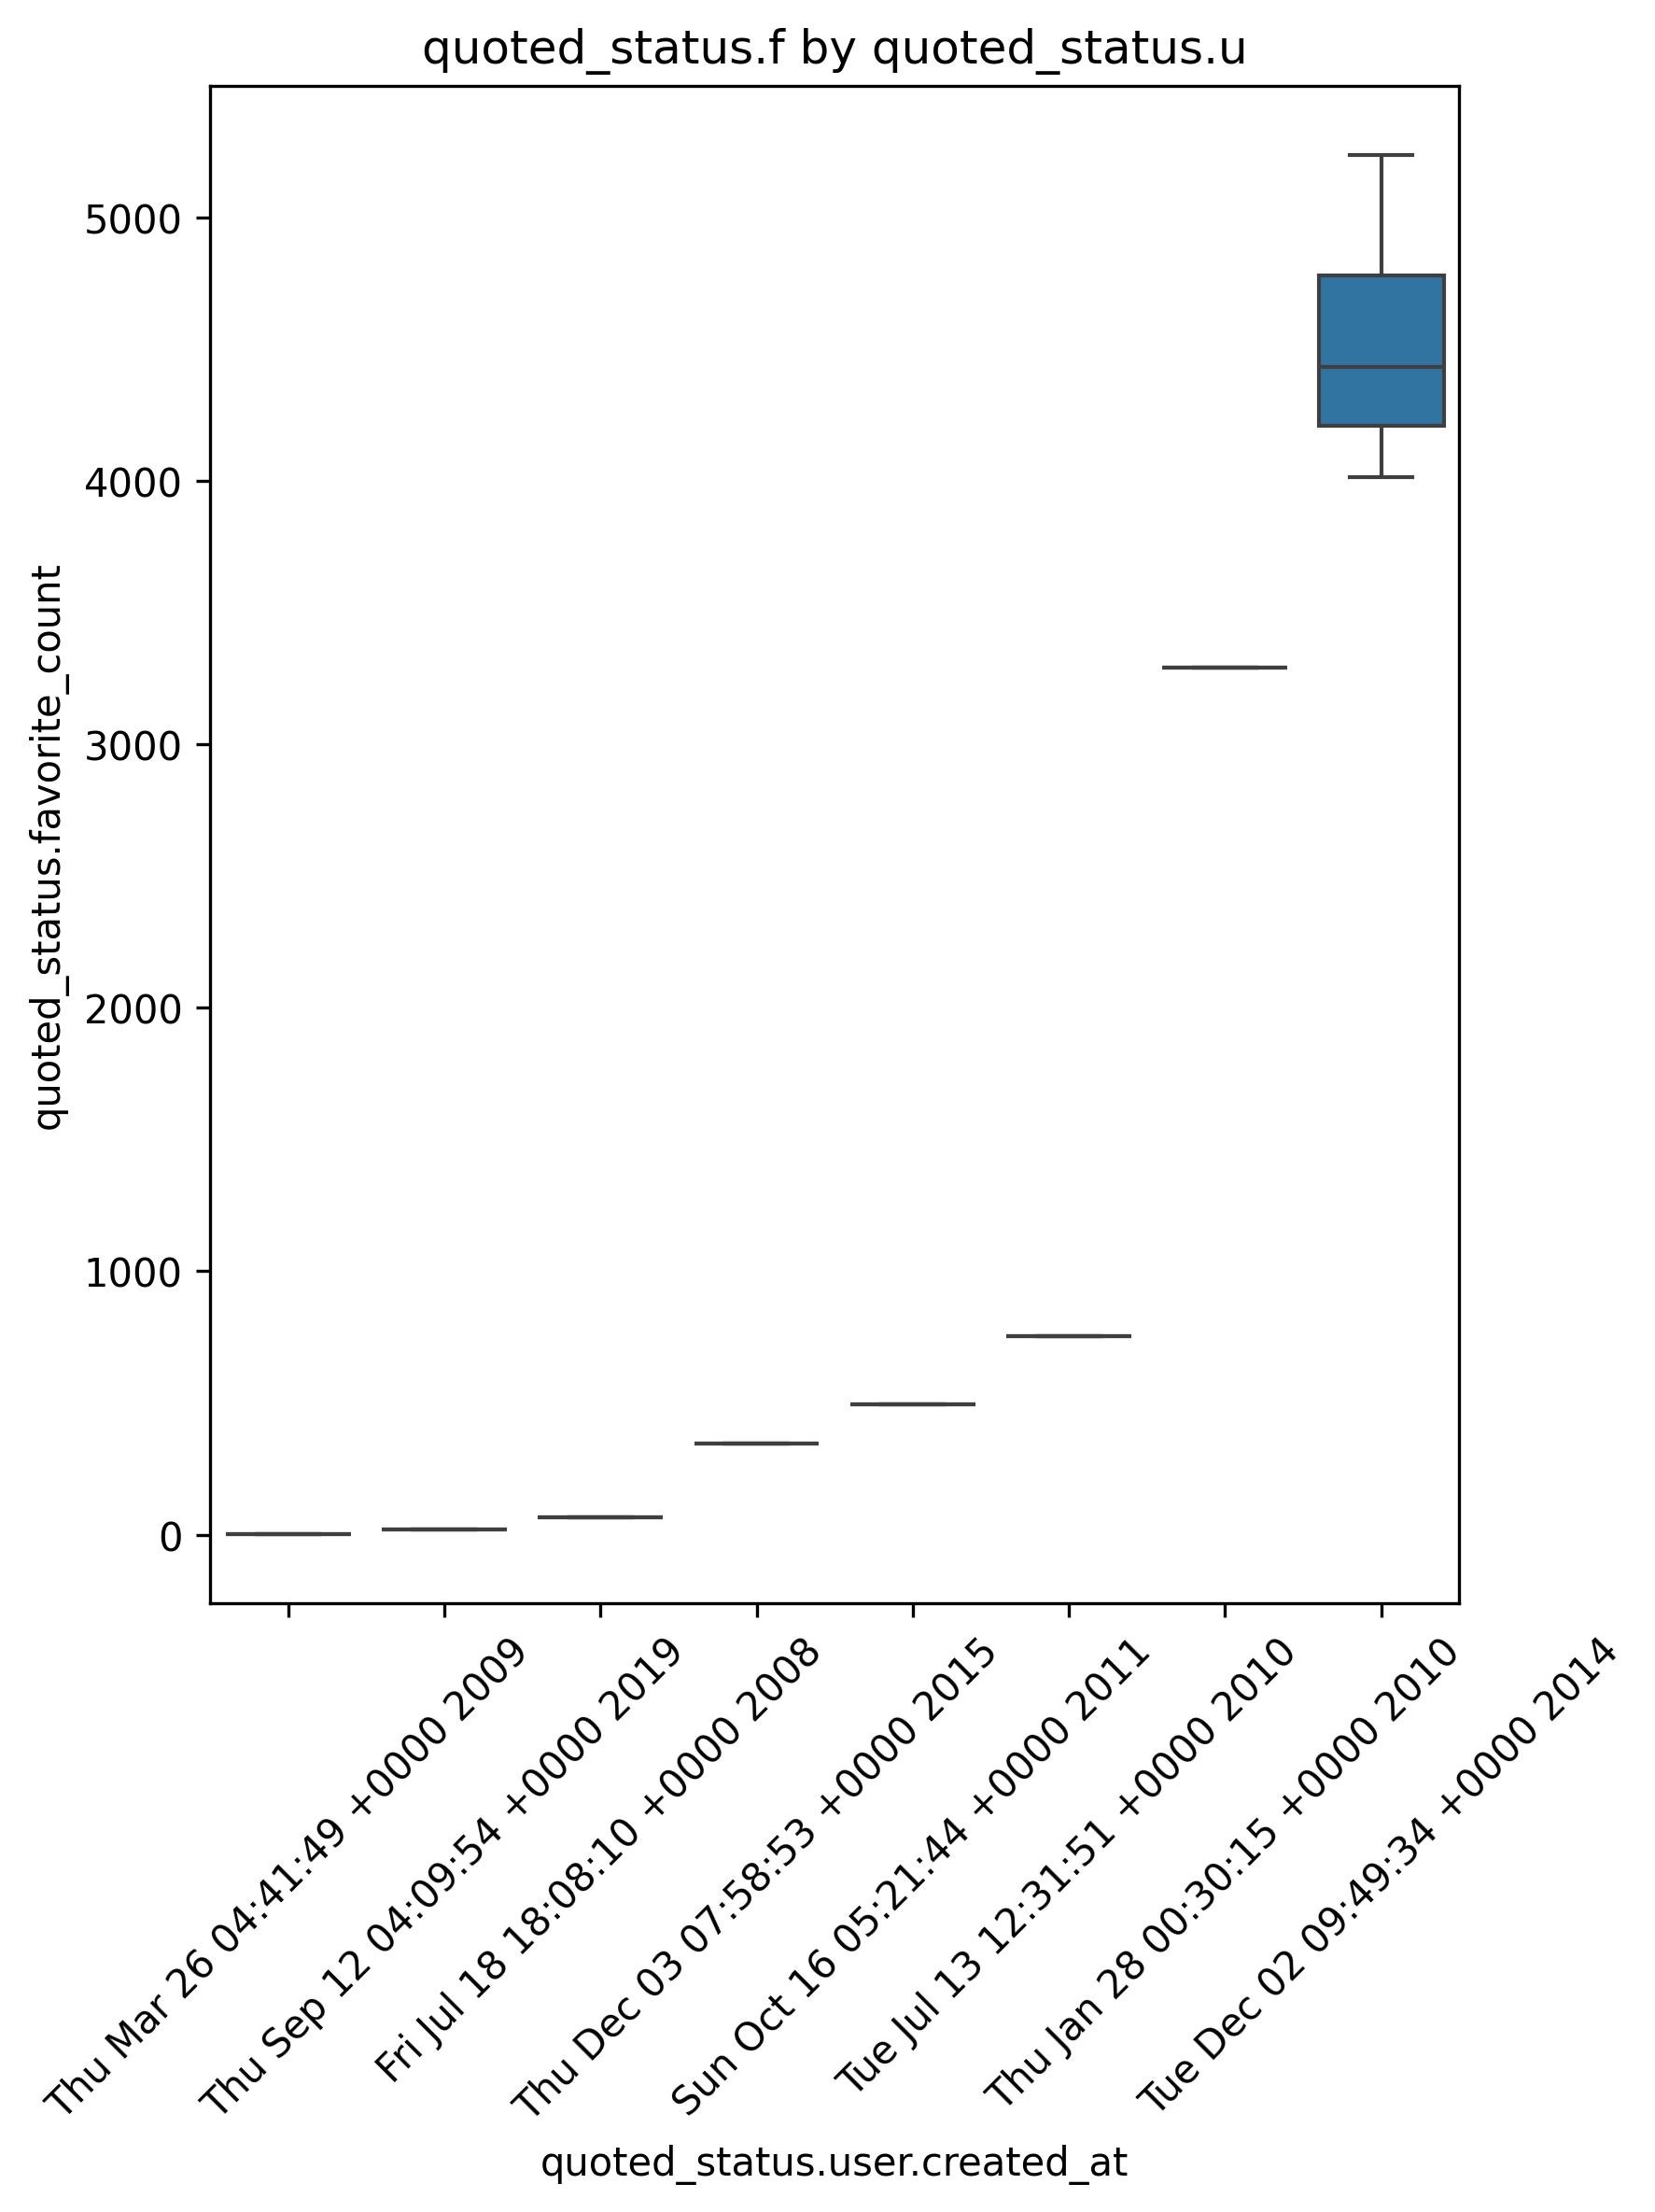 quoted_status.f by quoted_status.u
quoted_status.favorite_count
5000
4000
3000
2000
1000
0
Thu Mar 26 04:41:49 +0000 2009
Thu Sep 12 04:09:54 +0000 2019
Fri Jul 18 18:08:10 +0000 2008
Thu Dec 03 07:58:53 +0000 2015
Sun Oct 16 05:21:44 +0000 2011
Tue Jul 13 12:31:51 +0000 2010
Thu Jan 28 00:30:15 +0000 2010
Tue Dec 02 09:49:34 +0000 2014
quoted_status.user.created_at